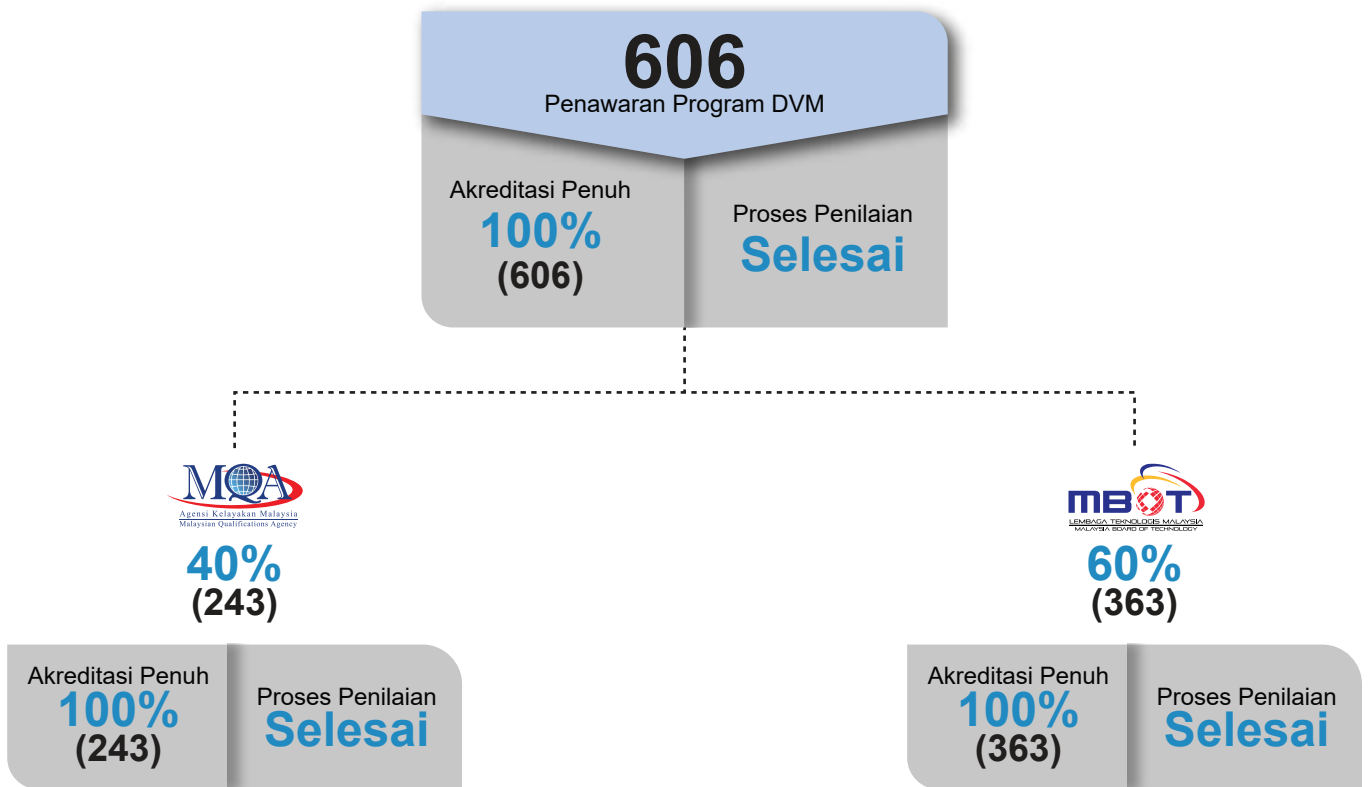 606
Penawaran Program DVM
Akreditasi Penuh
100%
(606)
Proses Penilaian
Selesai
MQA
Agensi Kelayakan Malaysia
Malaysian Qualifications Agency
40%
(243)
MBOT
LEMBAGA TEKNOLOGIS MALAYSIA
MALAYSIA BOARD OF TECHNOLOGY
60%
(363)
Akreditasi Penuh
100%
(243)
Proses Penilaian
Selesai
Akreditasi Penuh
100%
(363)
Proses Penilaian
Selesai